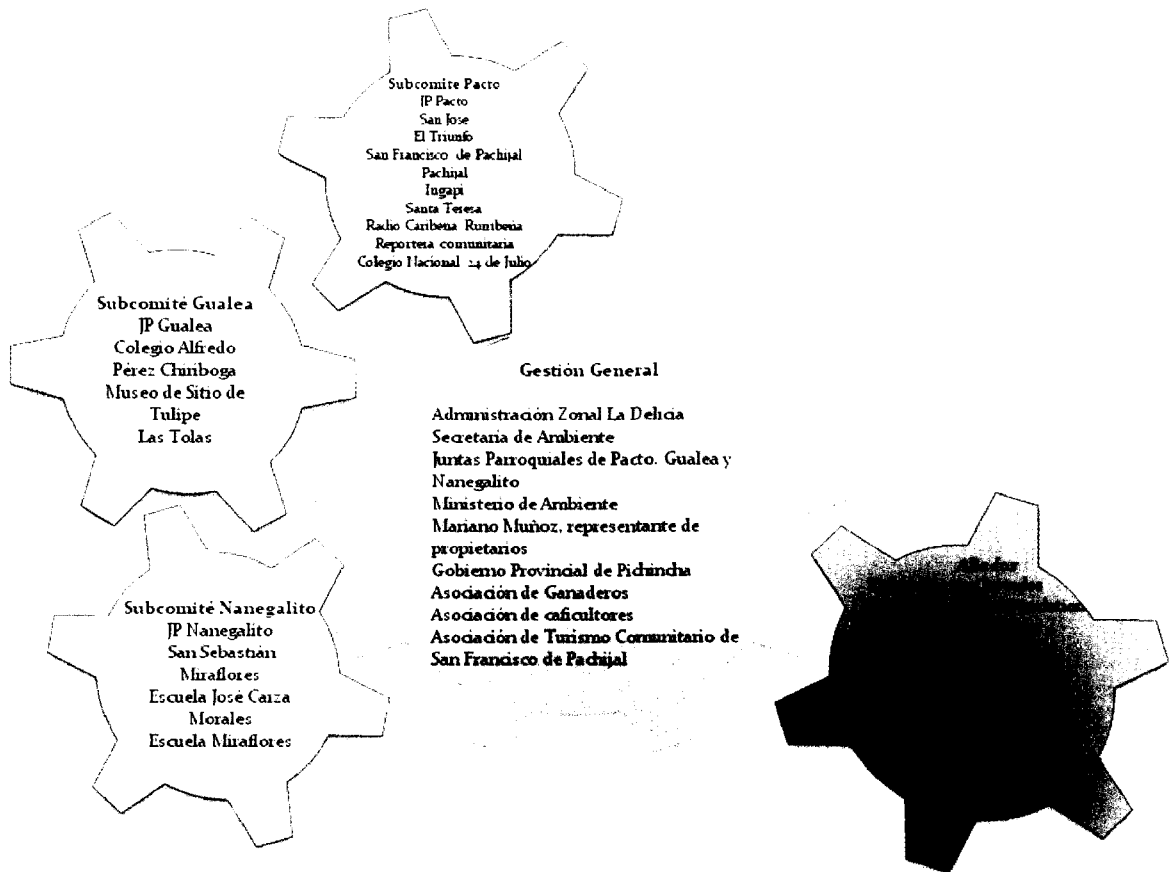 Subcomite Pacto
JP Pacto
San Jose
El Triunfo
San Francisco de Pachijal
Pachijal
Ingapi
Santa Teresa
Radio Caribena Rumbeña
Reportera comunitaria
Colegio Nacional 24 de Julio
Subcomité Gualea
JP Gualea
Colegio Alfredo
Pérez Chiriboga
Museo de Sitio de
Tulipe
Las Tolas
Subcomité Nanegalito
JP Nanegalito
San Sebastián
Miraflores
Escuela José Carza
Morales
Escuela Miraflores
Gestión General
Administración Zonal La Delicia
Secretaria de Ambiente
Juntas Parroquiales de Pacto. Gualea y
Nanegalito
Ministerio de Ambiente
Mariano Muñoz, representante de
propietarios
Gobierno Provincial de Pichincha
Asociación de Ganaderos
Asociación de caficultores
Asociación de Turismo Comunitario de
San Francisco de Pachijal